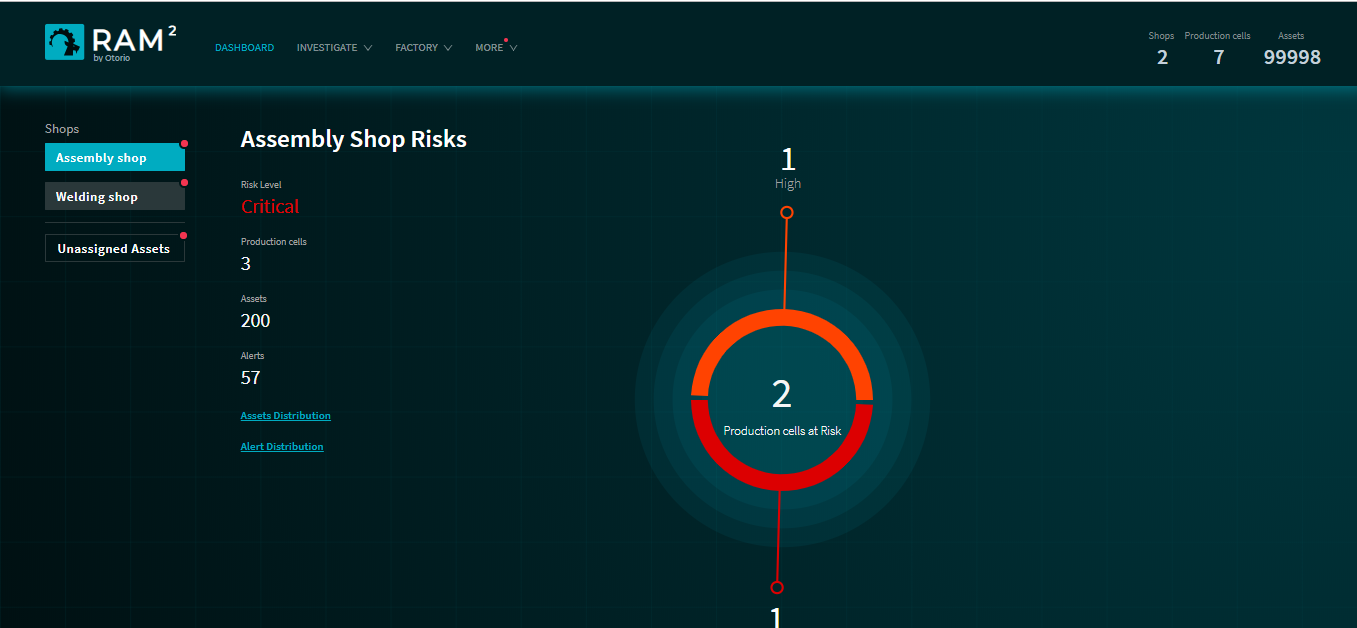 RAM²
by Otorio
DASHBOARD
INVESTIGATE
FACTORY
MORE
Shops
2
Production cells
7
Assets
99998
Shops
Assembly shop
Welding shop
Unassigned Assets
Assembly Shop Risks
Risk Level
Critical
Production cells
3
Assets
200
Alerts
57
Assets Distribution
Alert Distribution
1
High
2
Production cells at Risk
1